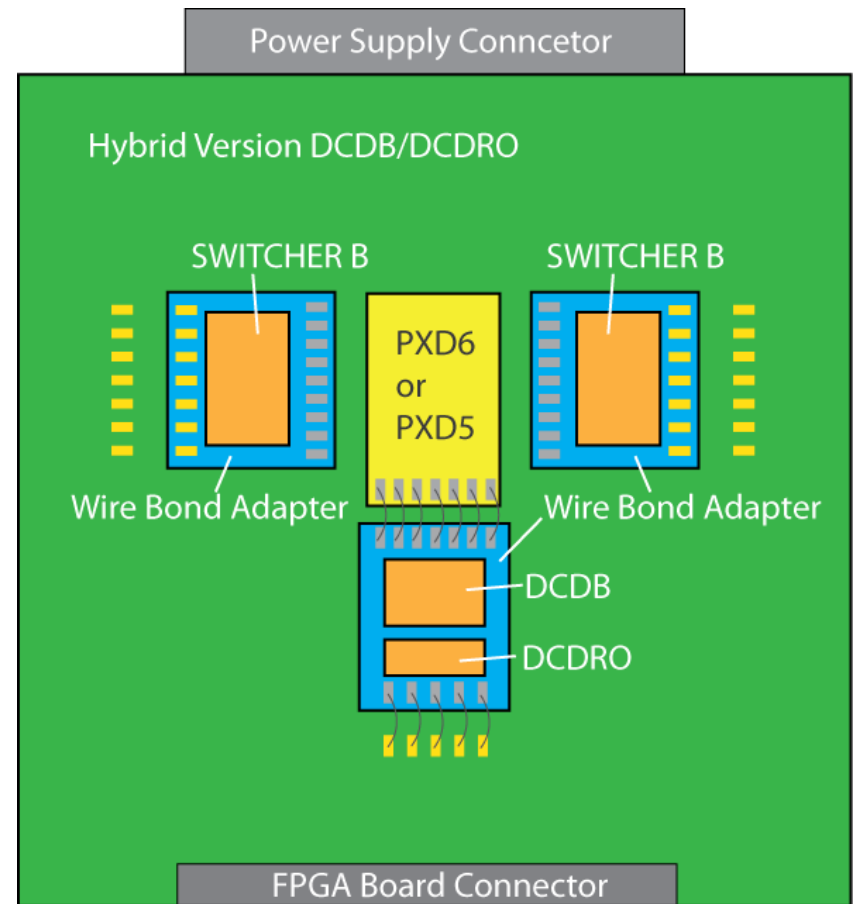 Power Supply Conncetor
Hybrid Version DCDB/DCDRO
SWITCHER B
SWITCHER B
PXD6
or
PXD5
Wire Bond Adapter
Wire Bond Adapter
DCDB
DCDRO
FPGA Board Connector